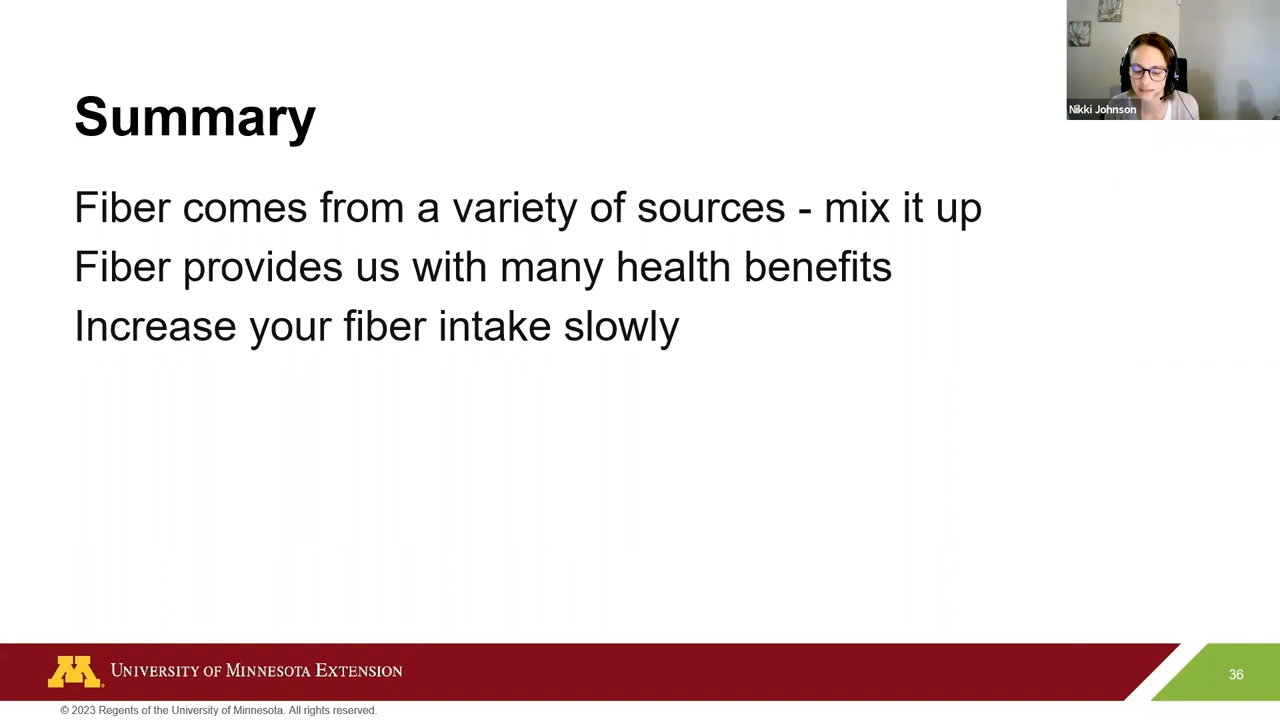 Nikki Johnson
Summary
Fiber comes from a variety of sources - mix it up
Fiber provides us with many health benefits
Increase your fiber intake slowly
M
University of Minnesota Extension
36
© 2023 Regents of the University of Minnesota. All rights reserved.